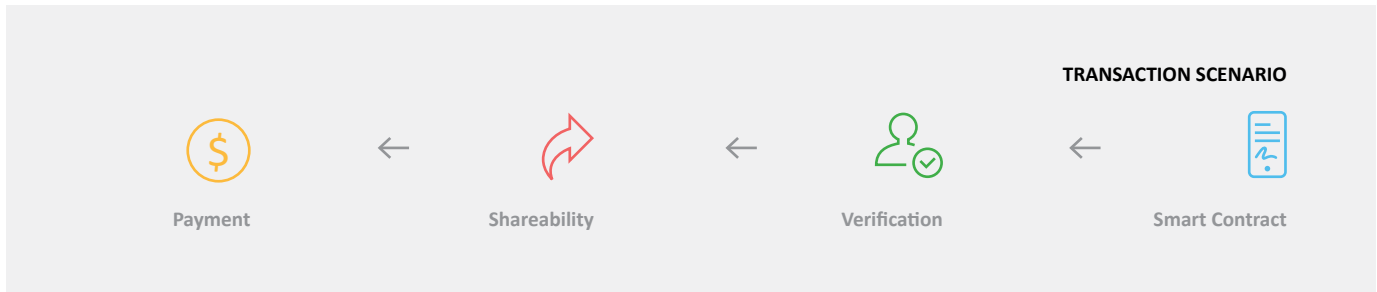 TRANSACTION SCENARIO
$
Smart Contract
Verification
Shareability
Payment